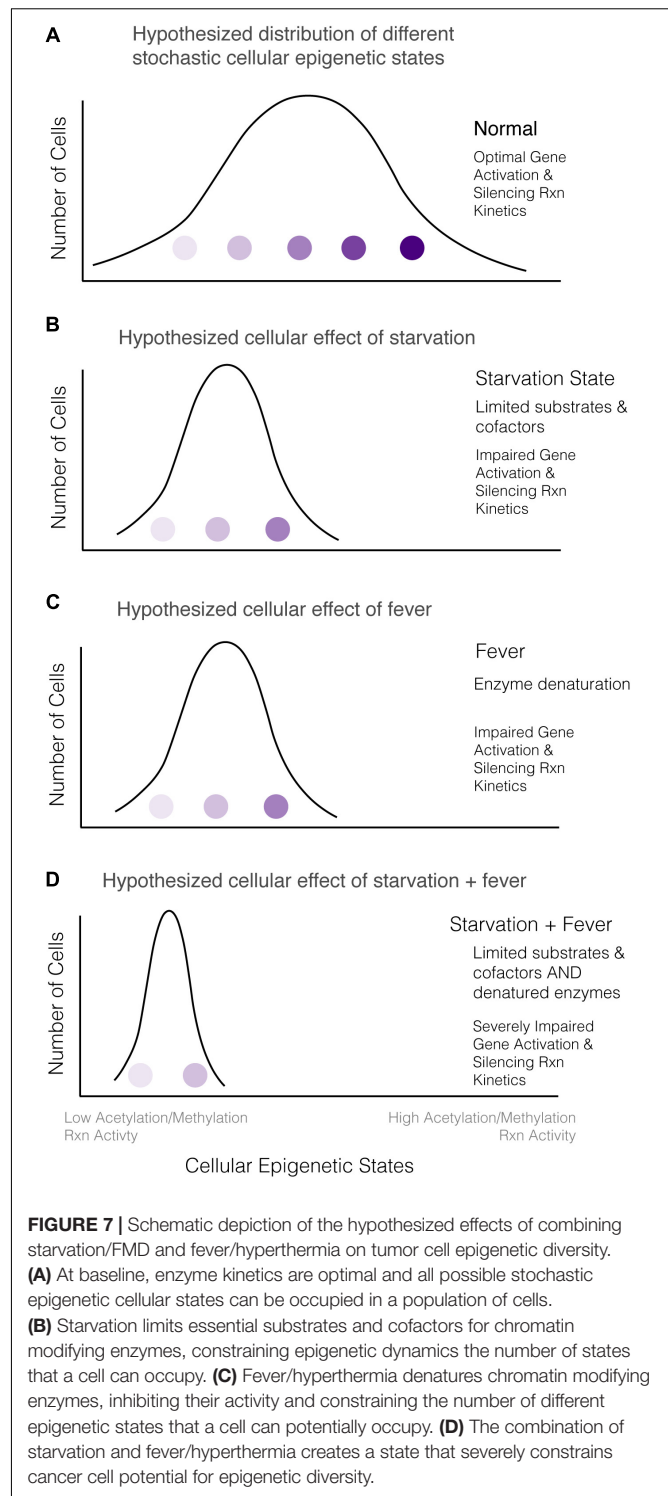 A
Hypothesized distribution of different
stochastic cellular epigenetic states
Number of Cells
Normal
Optimal Gene
Activation &
Silencing Rxn
Kinetics
B
Hypothesized cellular effect of starvation
Number of Cells
Starvation State
Limited substrates &
cofactors
Impaired Gene
Activation &
Silencing Rxn
Kinetics
C
Hypothesized cellular effect of fever
Number of Cells
Fever
Enzyme denaturation
Impaired Gene
Activation &
Silencing Rxn
Kinetics
D
Hypothesized cellular effect of starvation + fever
Number of Cells
Starvation + Fever
Limited substrates &
cofactors AND
denatured enzymes
Severely Impaired
Gene Activation &
Silencing Rxn
Kinetics
Low Acetylation/Methylation
Rxn Activty
High Acetylation/Methylation
Rxn Activity
Cellular Epigenetic States
FIGURE 7 | Schematic depiction of the hypothesized effects of combining
starvation/FMD and fever/hyperthermia on tumor cell epigenetic diversity.
(A) At baseline, enzyme kinetics are optimal and all possible stochastic
epigenetic cellular states can be occupied in a population of cells.
(B) Starvation limits essential substrates and cofactors for chromatin
modifying enzymes, constraining epigenetic dynamics the number of states
that a cell can occupy. (C) Fever/hyperthermia denatures chromatin modifying
enzymes, inhibiting their activity and constraining the number of different
epigenetic states that a cell can potentially occupy. (D) The combination of
starvation and fever/hyperthermia creates a state that severely constrains
cancer cell potential for epigenetic diversity.